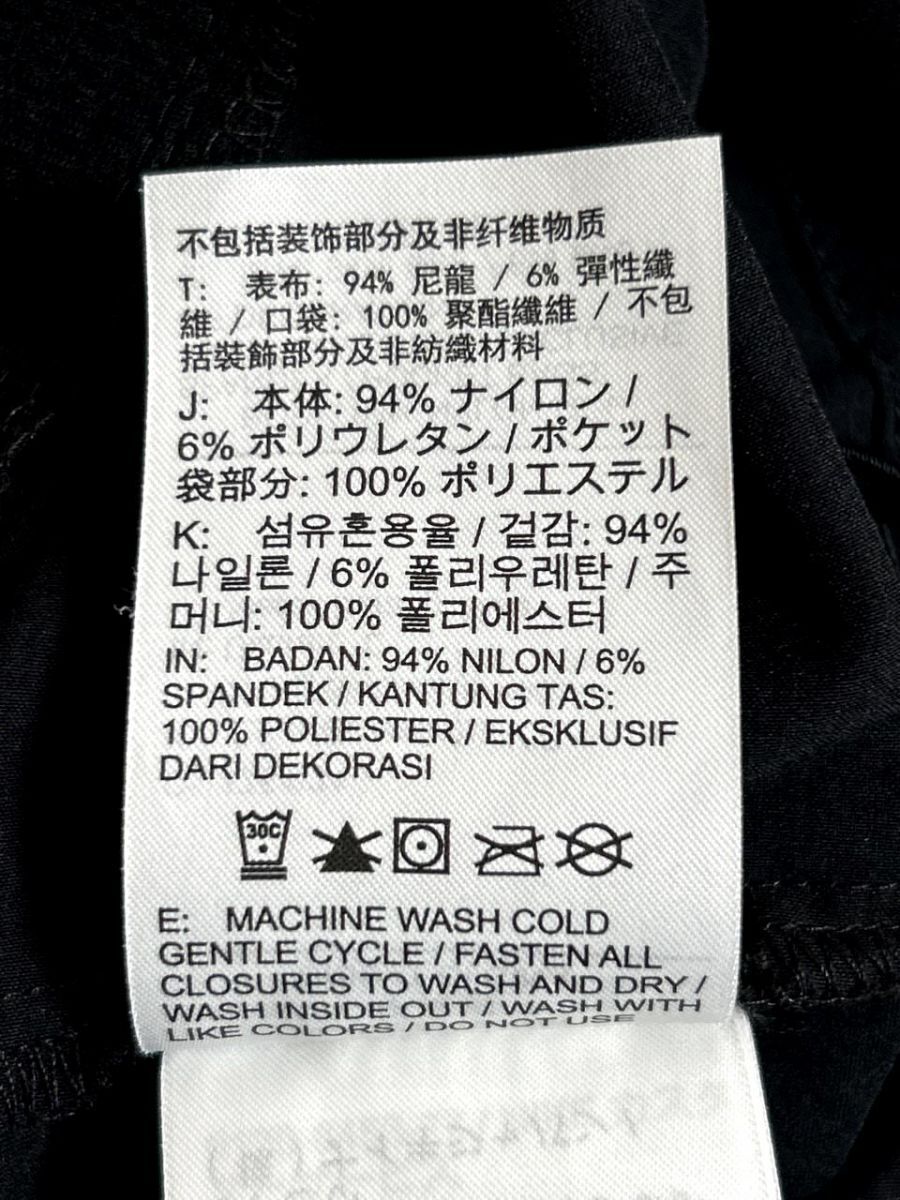 不包括装饰部分及非纤维物质
T: 表布: 94% 尼龍 / 6% 彈性纖
維 / 口袋: 100% 聚酯纖維 / 不包
括裝飾部分及非紡織材料
J: 本体: 94% ナイロン /
6% ポリウレタン / ポケット
袋部分: 100% ポリエステル
K: 섬유혼용율 / 겉감: 94%
나일론 / 6% 폴리우레탄 / 주
머니: 100% 폴리에스터
IN: BADAN: 94% NILON / 6%
SPANDEK / KANTUNG TAS:
100% POLIESTER / EKSKLUSIF
DARI DEKORASI
30C
E: MACHINE WASH COLD
GENTLE CYCLE / FASTEN ALL
CLOSURES TO WASH AND DRY /
WASH INSIDE OUT / WASH WITH
LIKE COLORS / DO NOT USE